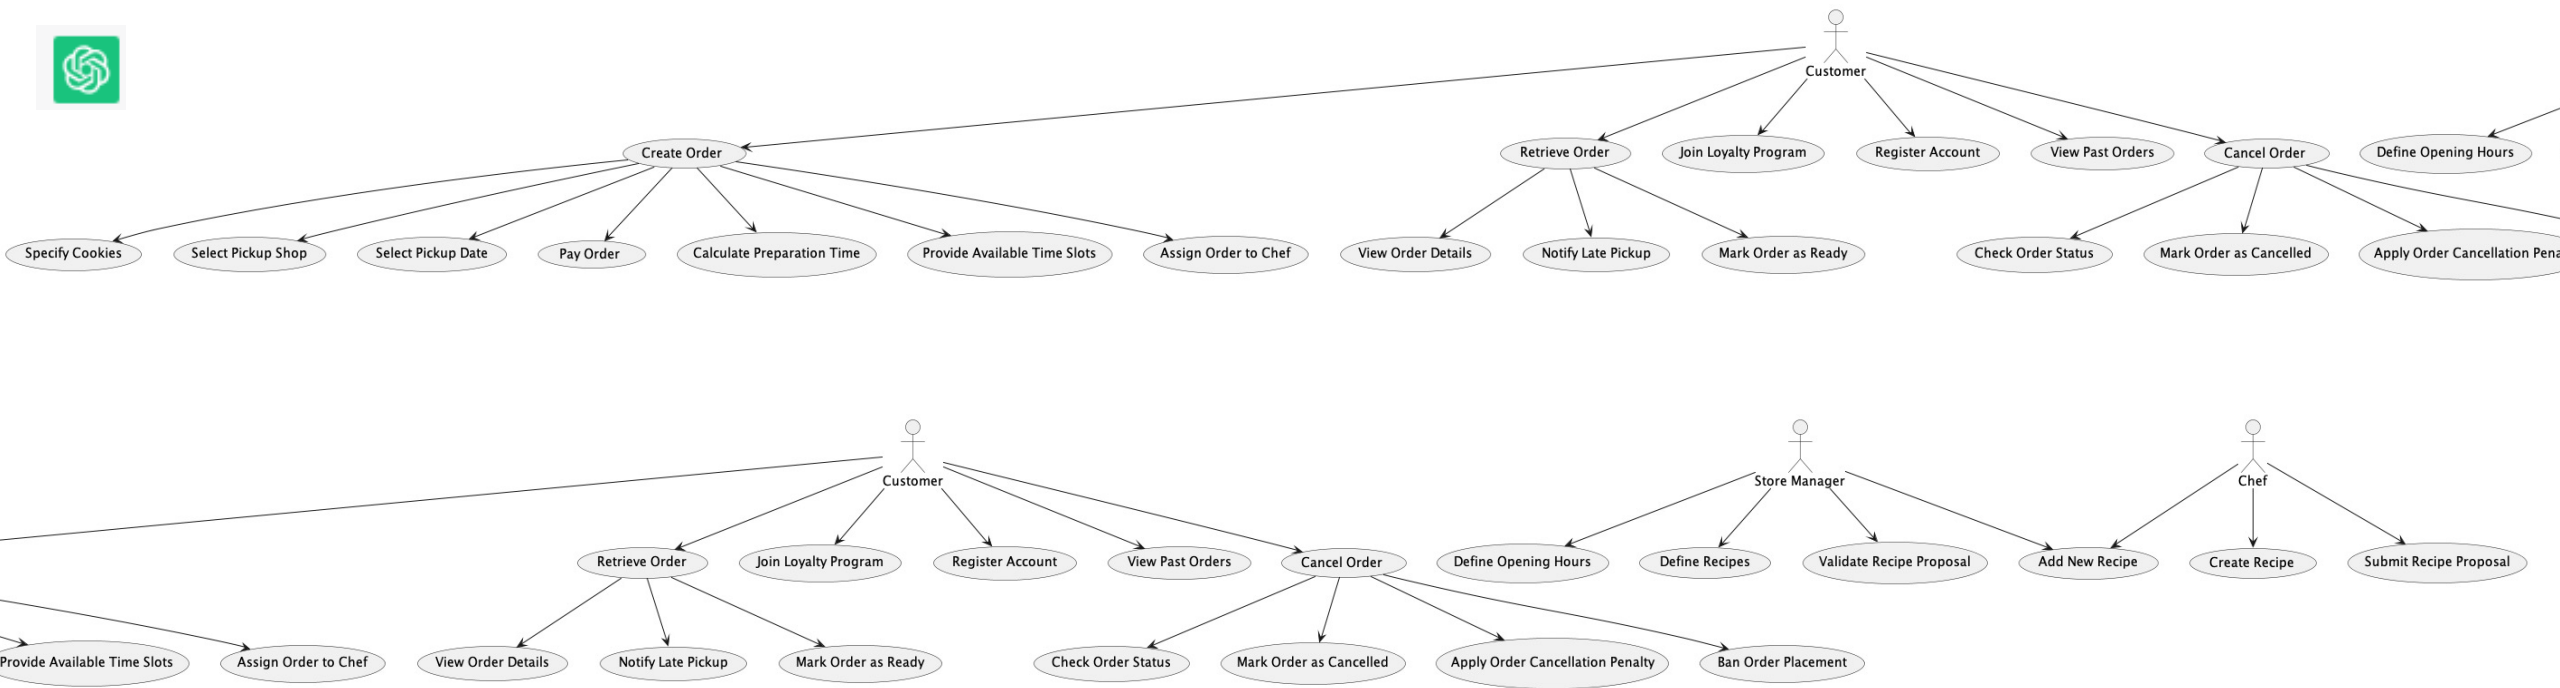 Customer
Create Order
Retrieve Order
Join Loyalty Program
Register Account
View Past Orders
Cancel Order
Define Opening Hours
Specify Cookies
Select Pickup Shop
Select Pickup Date
Pay Order
Calculate Preparation Time
Provide Available Time Slots
Assign Order to Chef
View Order Details
Notify Late Pickup
Mark Order as Ready
Check Order Status
Mark Order as Cancelled
Apply Order Cancellation Pena
Customer
Store Manager
Chef
Retrieve Order
Join Loyalty Program
Register Account
View Past Orders
Cancel Order
Define Opening Hours
Define Recipes
Validate Recipe Proposal
Add New Recipe
Create Recipe
Submit Recipe Proposal
Provide Available Time Slots
Assign Order to Chef
View Order Details
Notify Late Pickup
Mark Order as Ready
Check Order Status
Mark Order as Cancelled
Apply Order Cancellation Penalty
Ban Order Placement